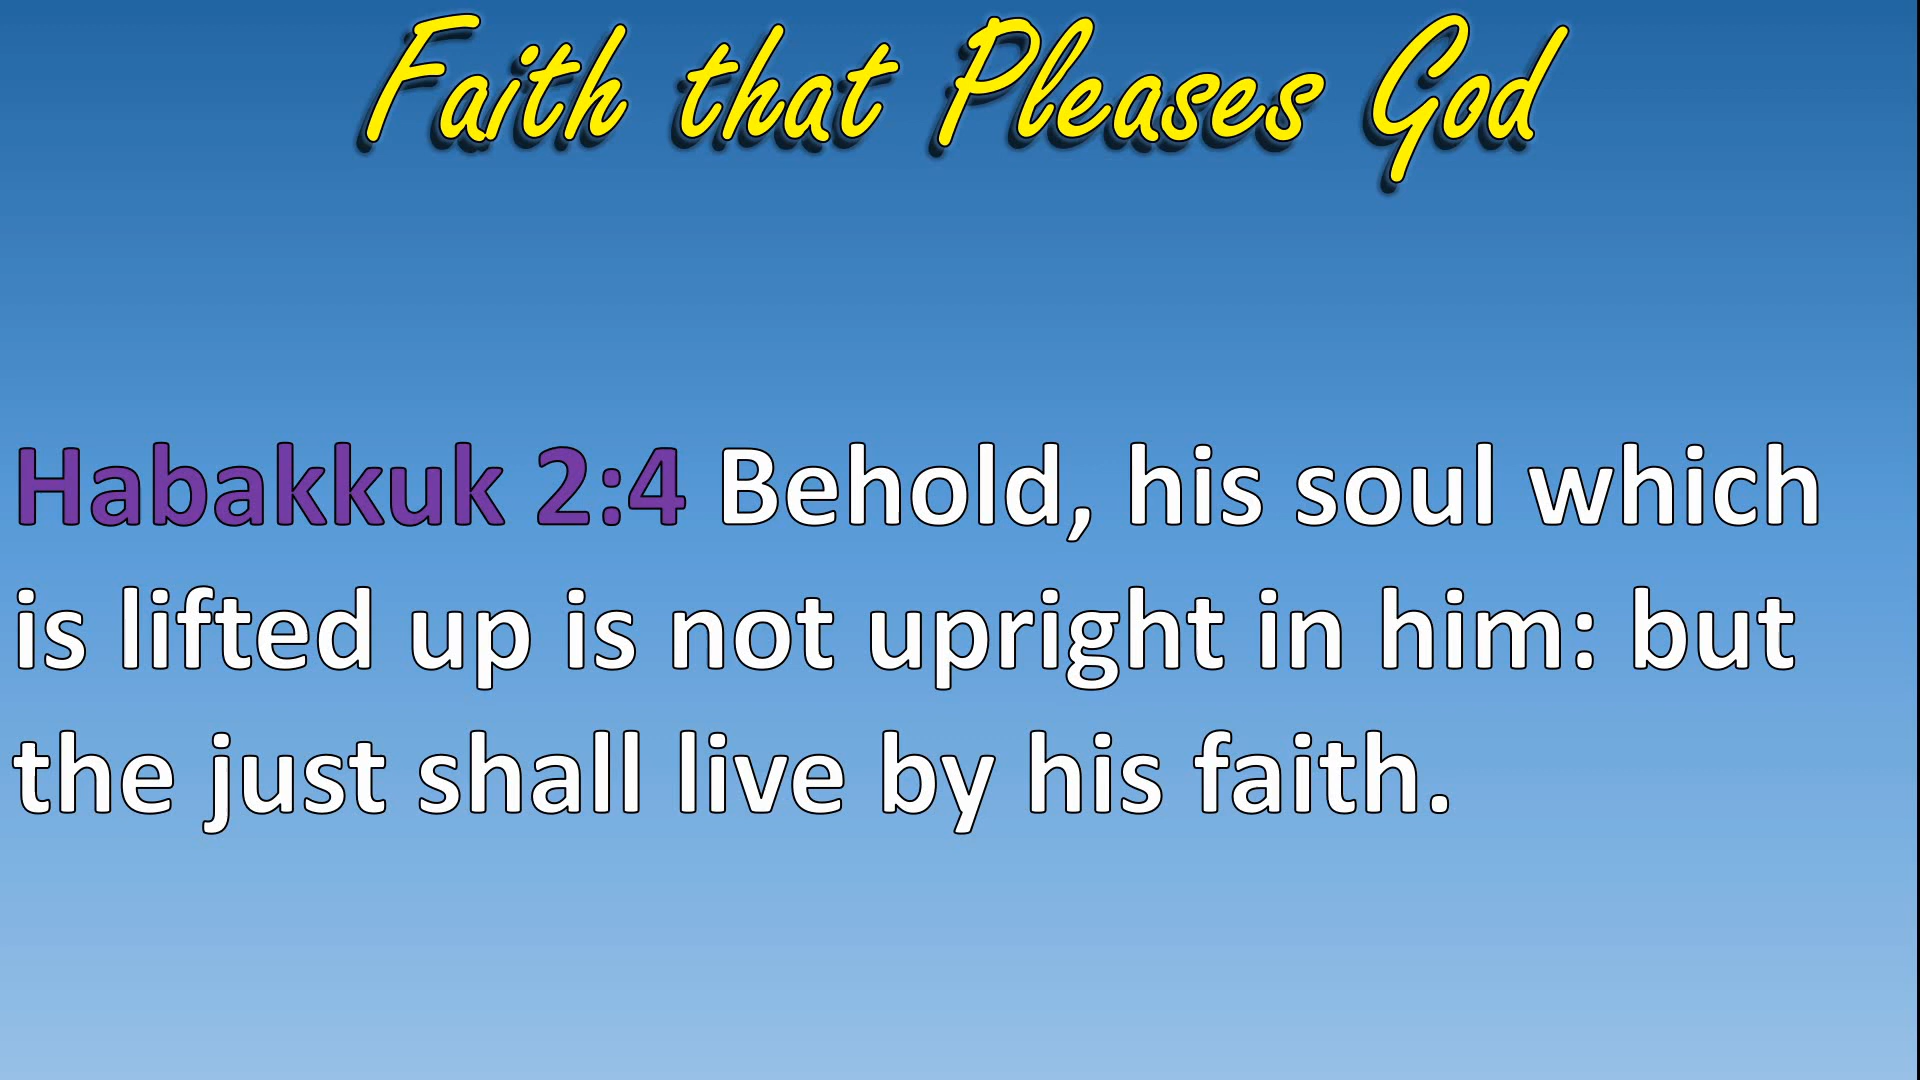 Faith that Pleases God
Habakkuk 2:4 Behold, his soul which
is lifted up is not upright in him: but
the just shall live by his faith.